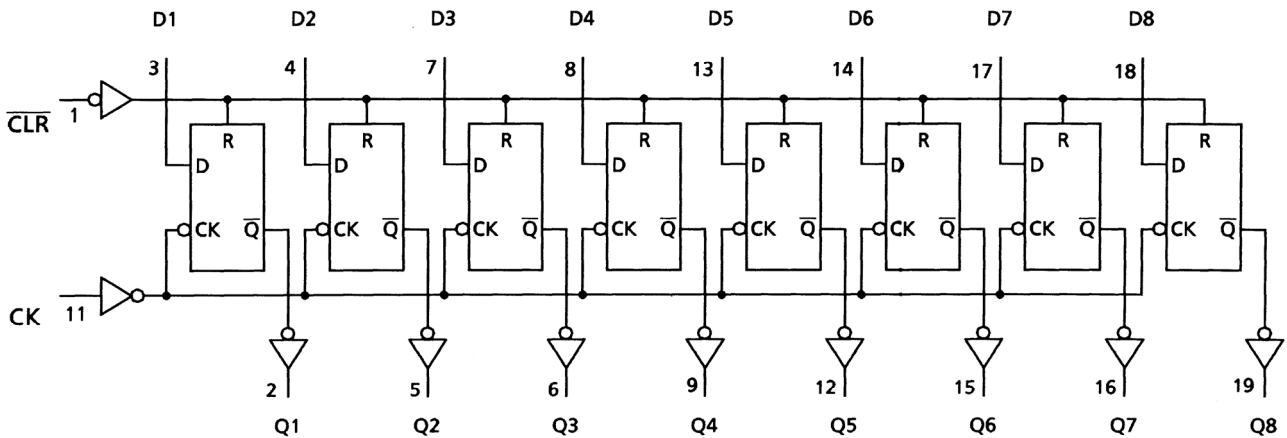 D1 D2 D3 D4 D5 D6 D7 D8
3 4 7 8 13 14 17 18
1
C̅L̅R̅
R R R R R R R R
D D D D D D D D
CK Q̅ CK Q̅ CK Q̅ CK Q̅ CK Q̅ CK Q̅ CK Q̅ CK Q̅
CK 11
2 5 6 9 12 15 16 19
Q1 Q2 Q3 Q4 Q5 Q6 Q7 Q8